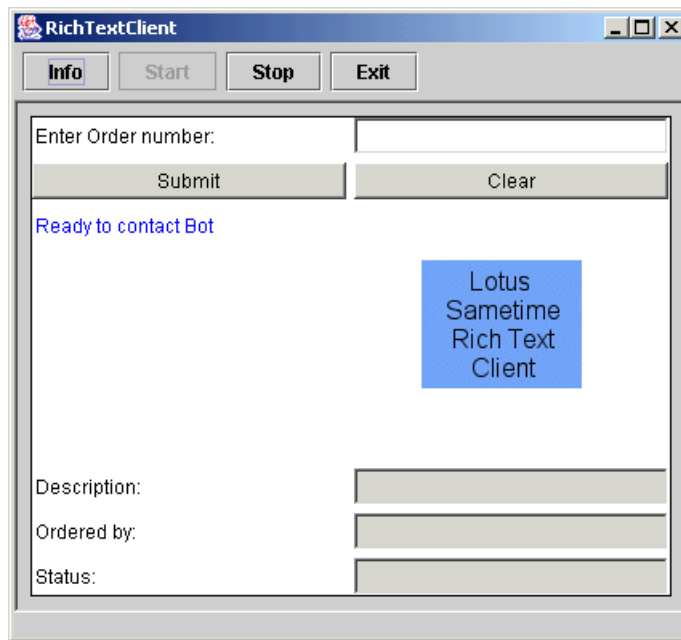 RichTextClient
Info Start Stop Exit
Enter Order number:
Submit Clear
Ready to contact Bot
Lotus
Sametime
Rich Text
Client
Description:
Ordered by:
Status: